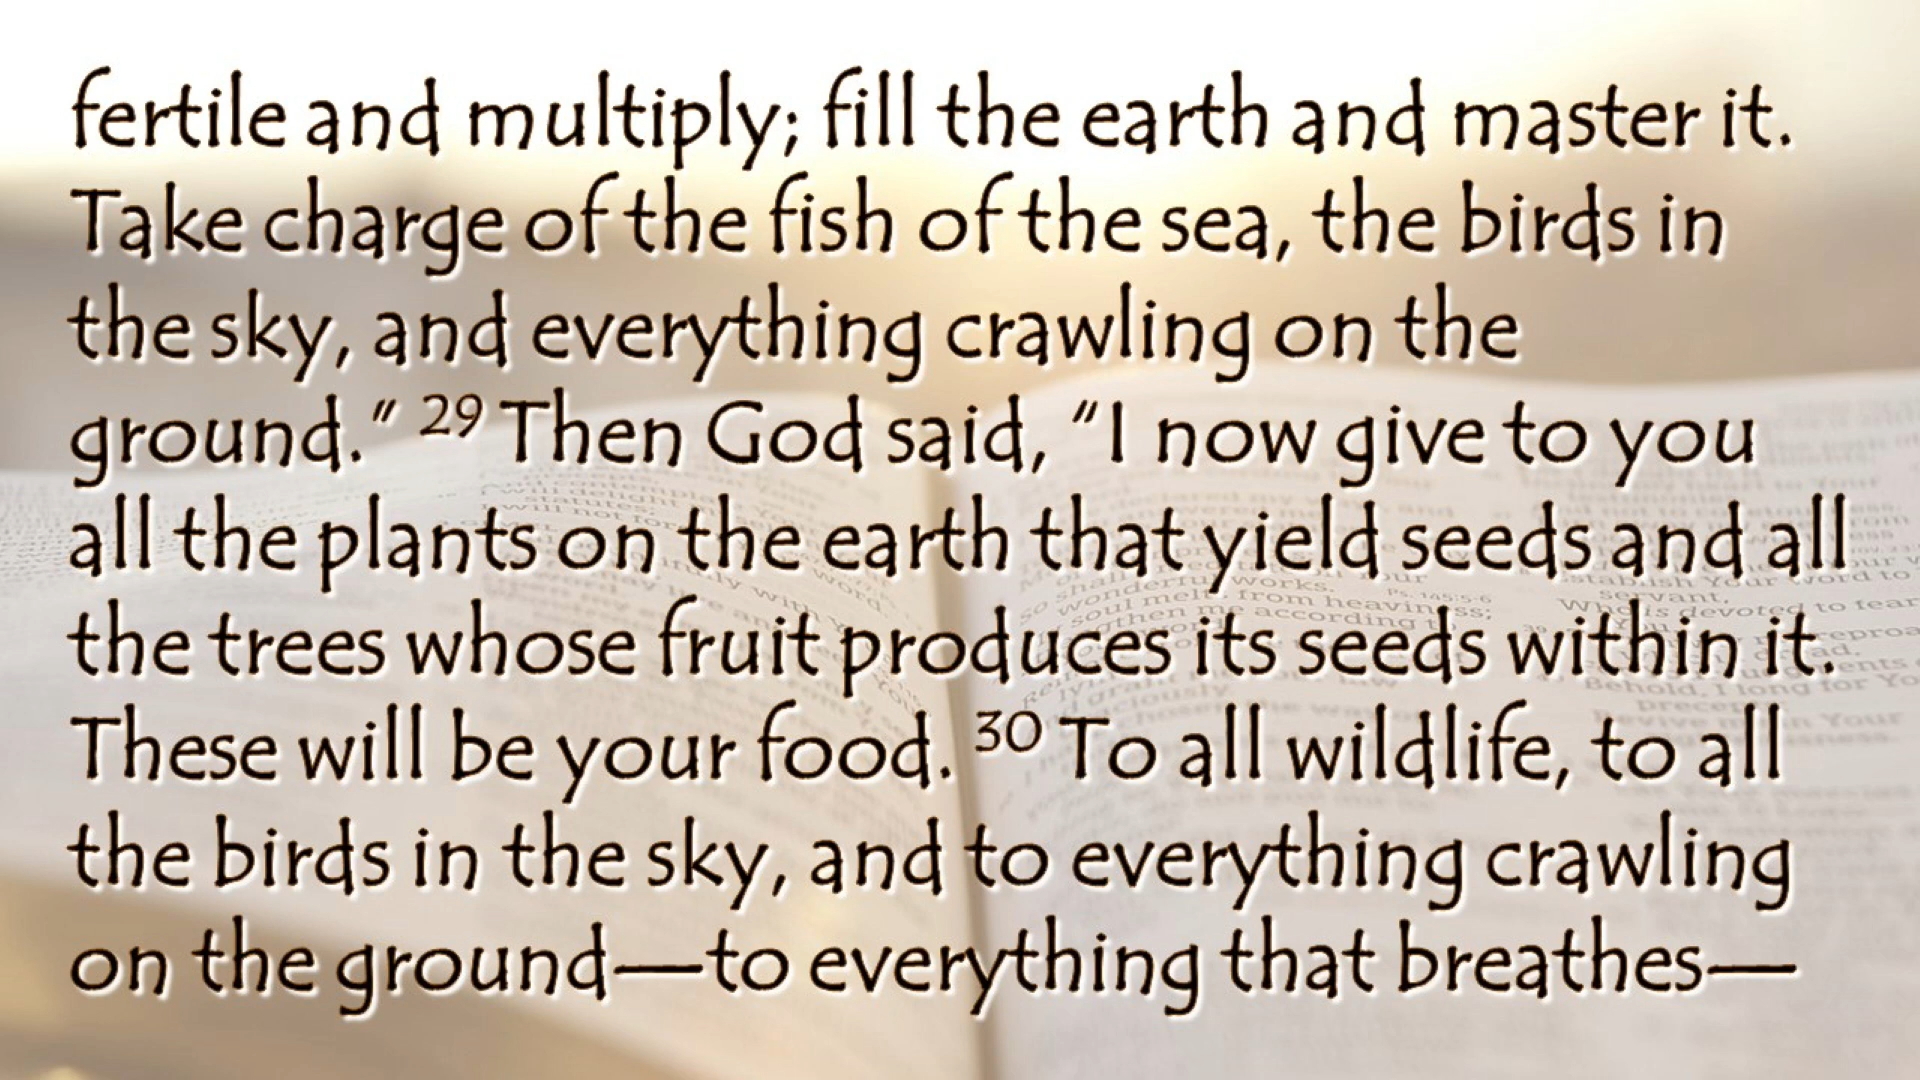 fertile and multiply; fill the earth and master it.
Take charge of the fish of the sea, the birds in
the sky, and everything crawling on the
ground.” 29 Then God said, “I now give to you
all the plants on the earth that yield seeds and all
the trees whose fruit produces its seeds within it.
These will be your food. 30 To all wildlife, to all
the birds in the sky, and to everything crawling
on the ground—to everything that breathes—